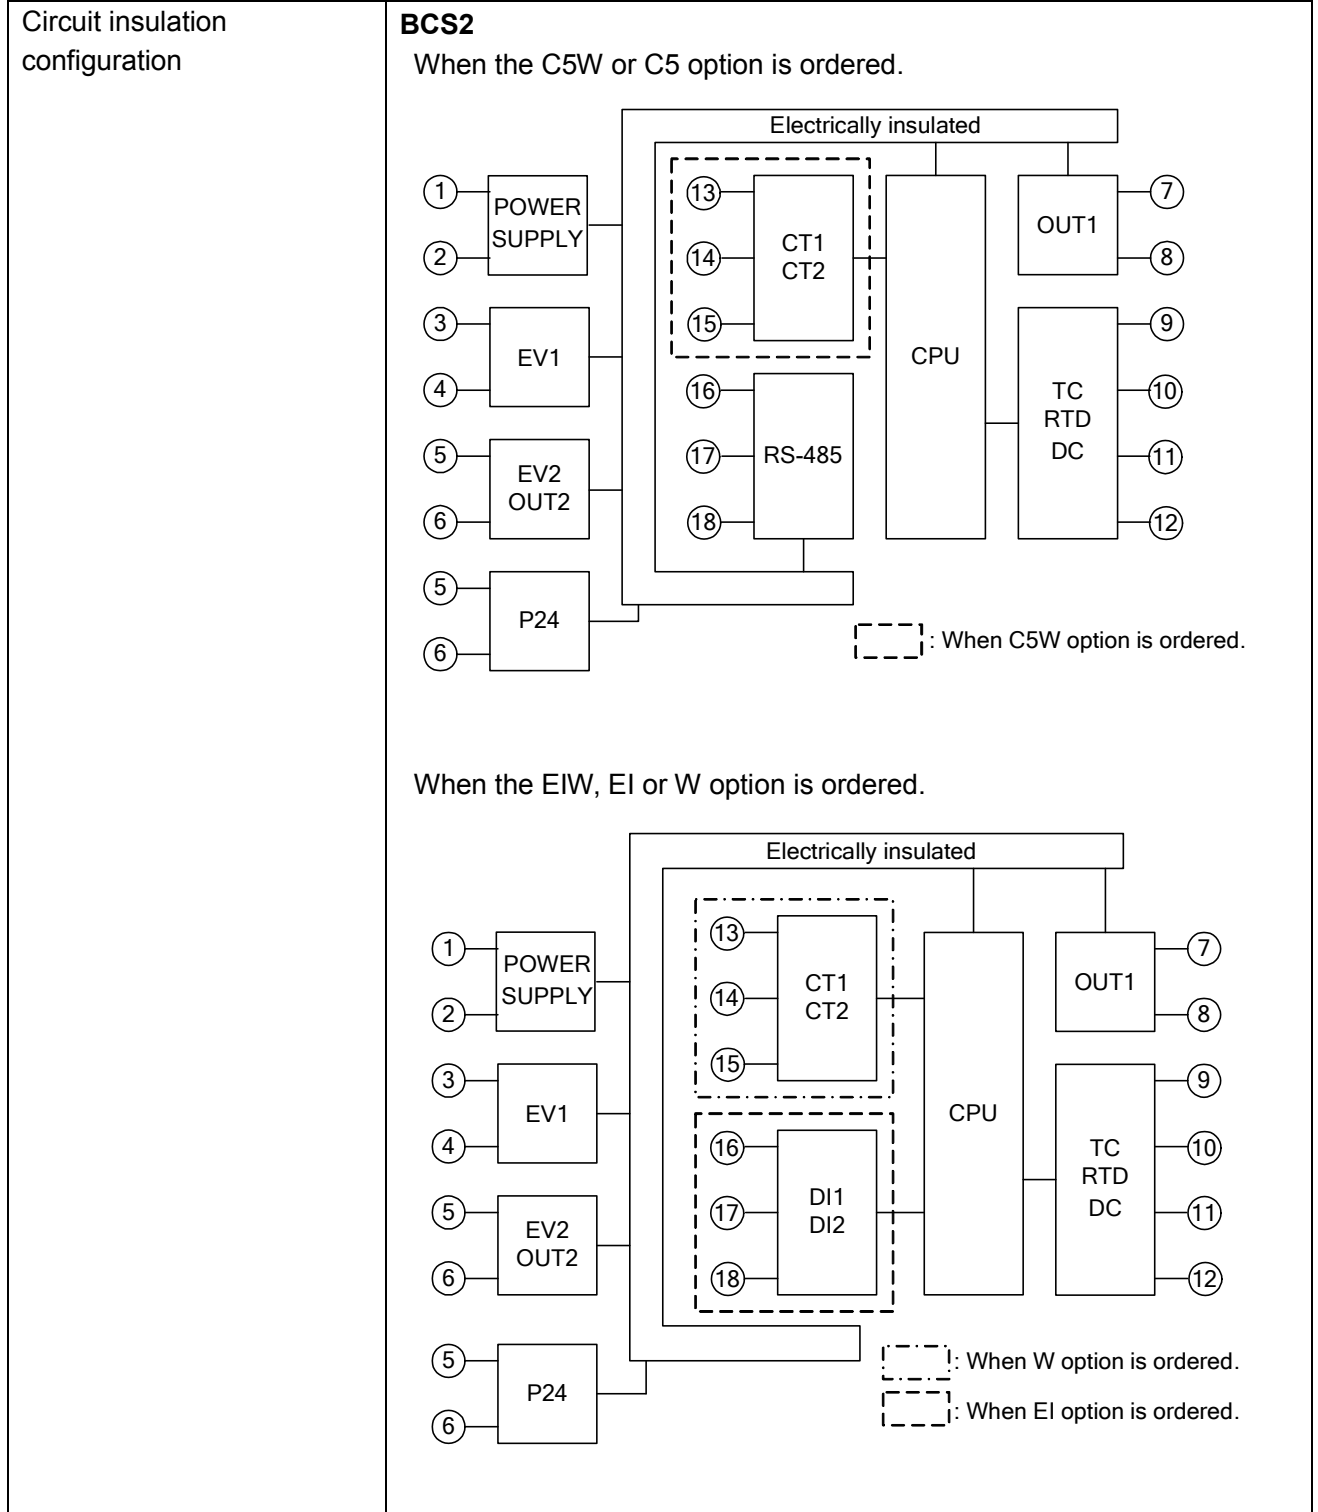 Circuit insulation
configuration
BCS2
When the C5W or C5 option is ordered.
Electrically insulated
1
2
POWER
SUPPLY
3
4
EV1
5
6
EV2
OUT2
5
6
P24
13
14
15
CT1
CT2
16
17
18
RS-485
CPU
OUT1
7
8
TC
RTD
DC
9
10
11
12
: When C5W option is ordered.
When the EIW, EI or W option is ordered.
Electrically insulated
1
2
POWER
SUPPLY
3
4
EV1
5
6
EV2
OUT2
5
6
P24
13
14
15
CT1
CT2
16
17
18
DI1
DI2
CPU
OUT1
7
8
TC
RTD
DC
9
10
11
12
: When W option is ordered.
: When EI option is ordered.